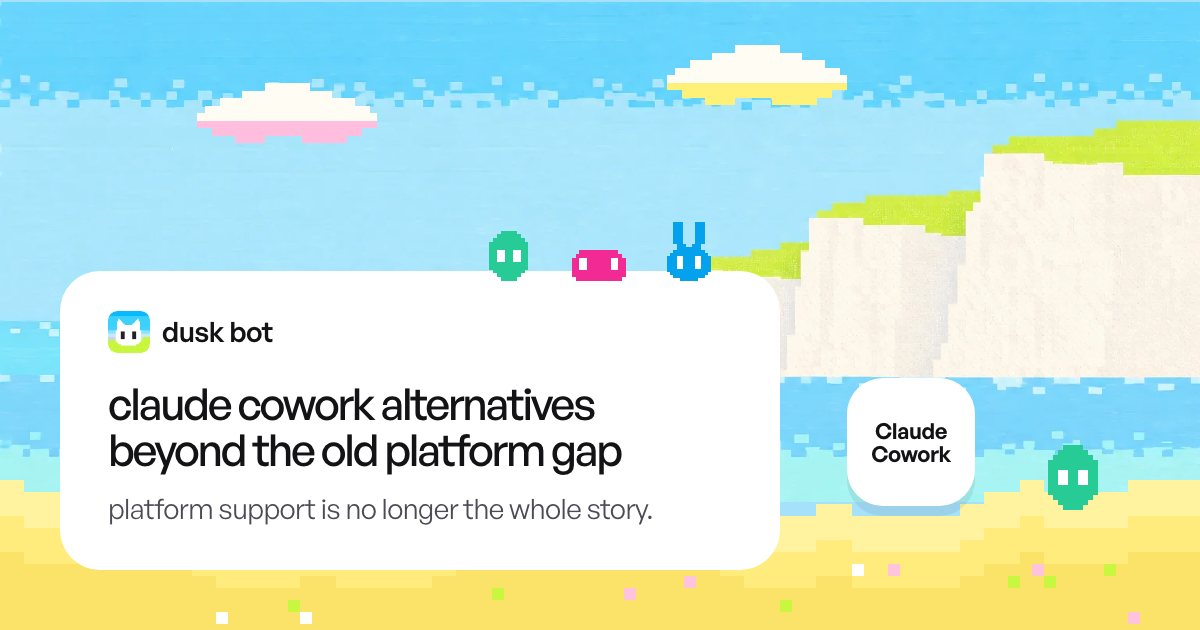 dusk bot
claude cowork alternatives
beyond the old platform gap
platform support is no longer the whole story.
Claude
Cowork